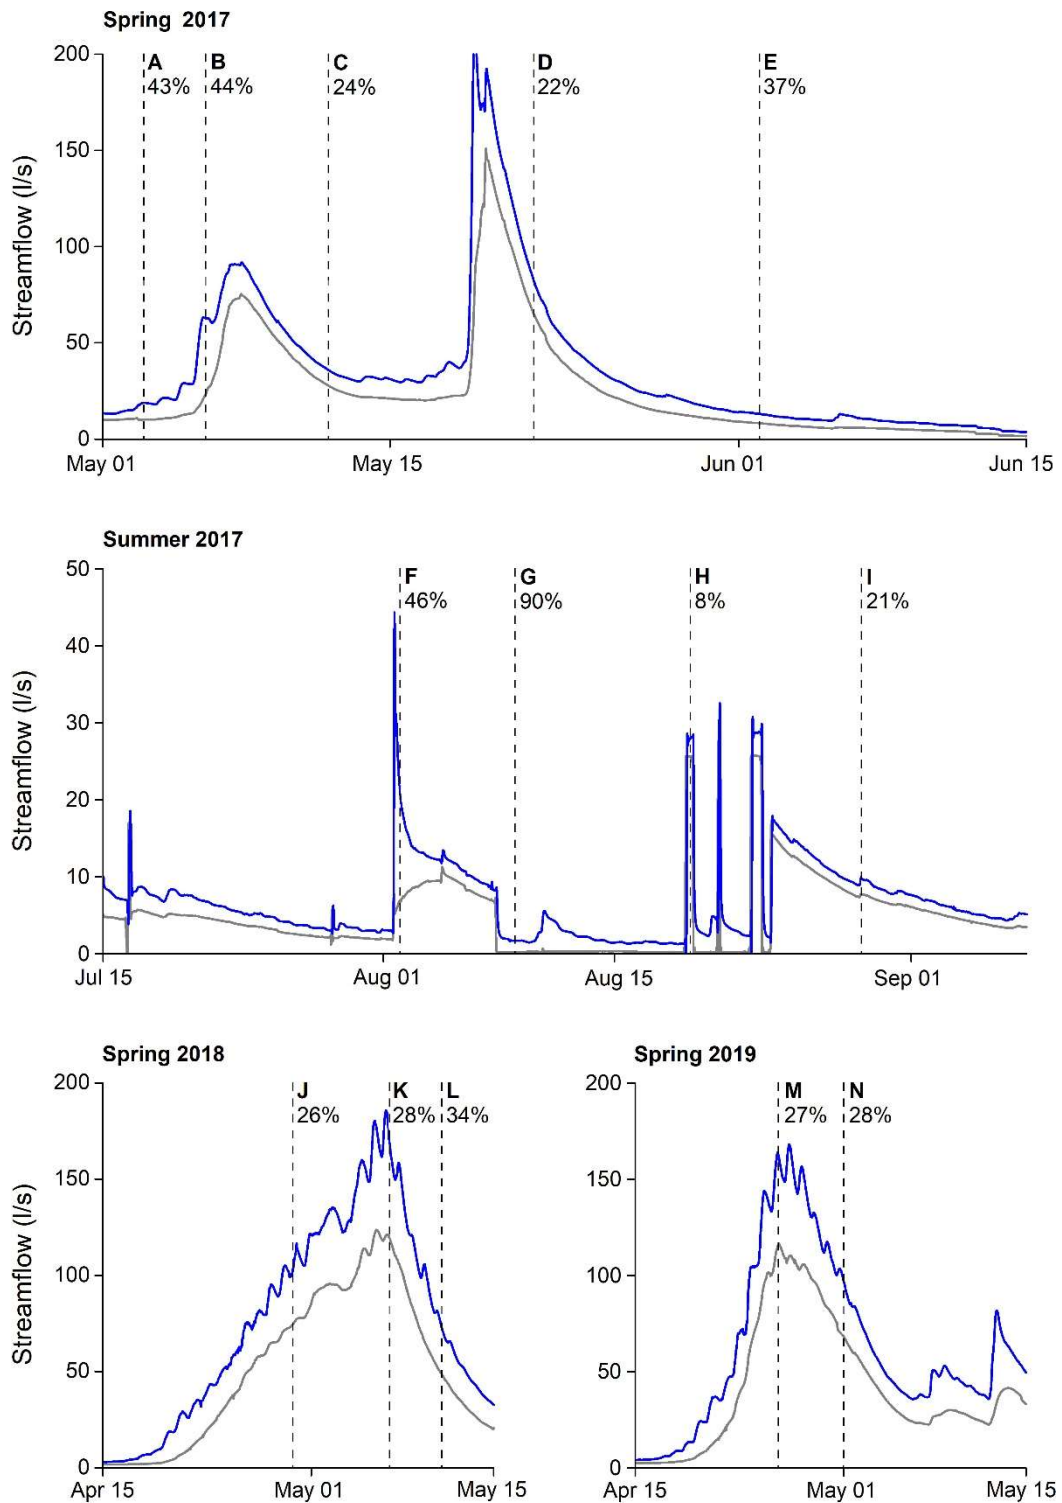 Spring 2017
A B C D E
43% 44% 24% 22% 37%
200
150
100
50
0
Streamflow (l/s)
May 01 May 15 Jun 01 Jun 15
Summer 2017
F G H I
46% 90% 8% 21%
50
40
30
20
10
0
Streamflow (l/s)
Jul 15 Aug 01 Aug 15 Sep 01
Spring 2018
J K L
26% 28% 34%
200
150
100
50
0
Streamflow (l/s)
Apr 15 May 01 May 15
Spring 2019
M N
27% 28%
200
150
100
50
0
Apr 15 May 01 May 15